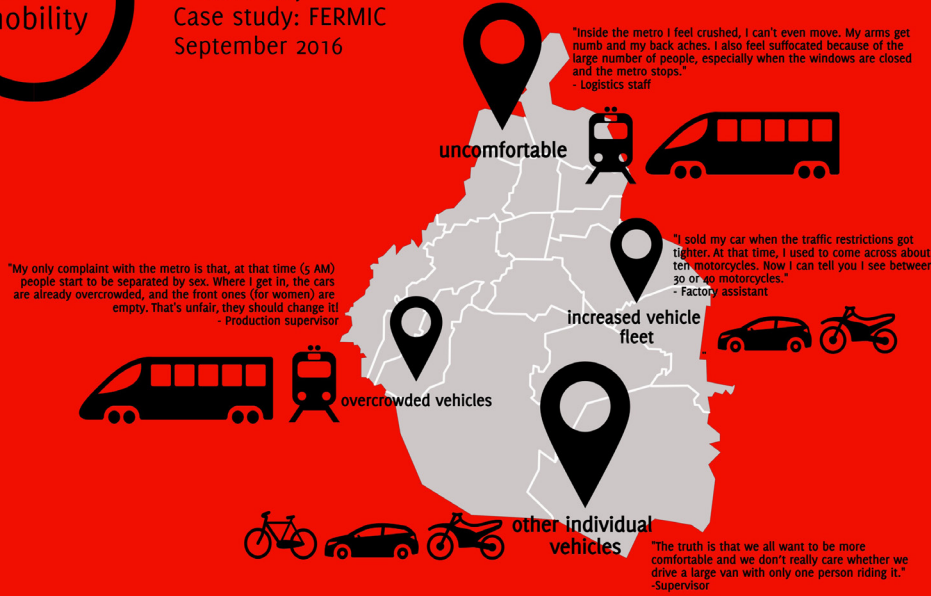 Case study: FERMIC
September 2016
"Inside the metro I feel crushed, I can't even move. My arms get
numb and my back aches. I also feel suffocated because of the
large number of people, especially when the windows are closed
and the metro stops."
- Logistics staff
uncomfortable
"I sold my car when the traffic restrictions got
tighter. At that time, I used to come across about
ten motorcycles. Now I can tell you I see between
30 or 40 motorcycles."
- Factory assistant
increased vehicle
fleet
"My only complaint with the metro is that, at that time (5 AM)
people start to be separated by sex. Where I get in, the cars
are already overcrowded, and the front ones (for women) are
empty. That's unfair, they should change it!
- Production supervisor
overcrowded vehicles
other individual
vehicles
"The truth is that we all want to be more
comfortable and we don't really care whether we
drive a large van with only one person riding it."
-Supervisor